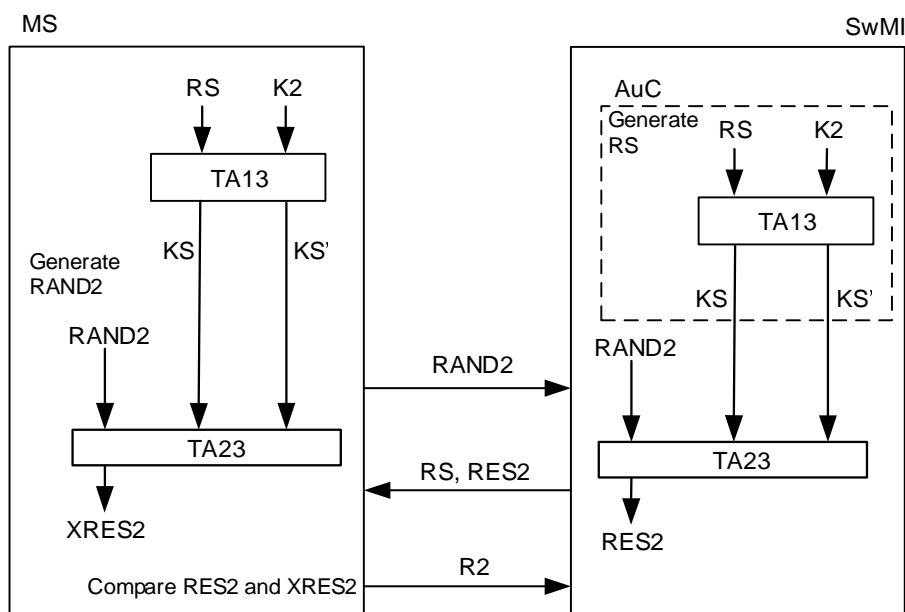 MS
SwMI
RS K2
TA13
KS KS'
Generate
RAND2
RAND2
TA23
XRES2
Compare RES2 and XRES2
RAND2
RS, RES2
R2
AuC
Generate
RS
RS K2
TA13
KS KS'
RAND2
TA23
RES2